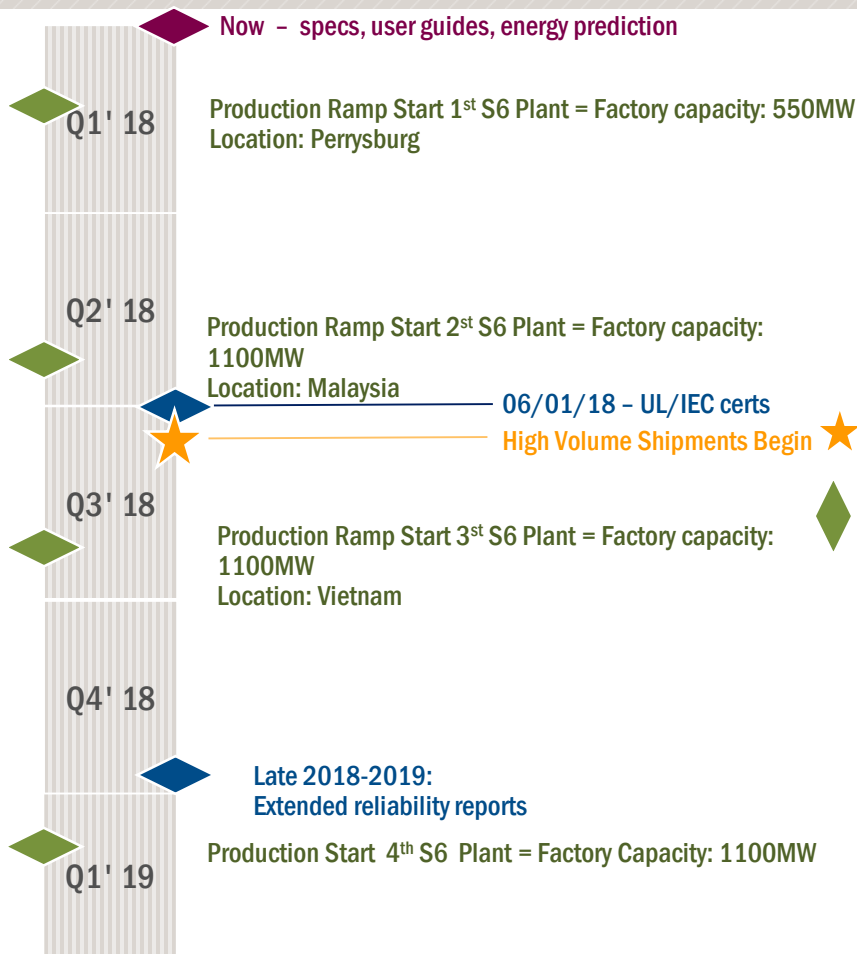 Now – specs, user guides, energy prediction
Q1' 18
Production Ramp Start 1st S6 Plant = Factory capacity: 550MW
Location: Perrysburg
Q2' 18
Production Ramp Start 2st S6 Plant = Factory capacity:
1100MW
Location: Malaysia
06/01/18 – UL/IEC certs
High Volume Shipments Begin
Q3' 18
Production Ramp Start 3st S6 Plant = Factory capacity:
1100MW
Location: Vietnam
Q4' 18
Late 2018-2019:
Extended reliability reports
Production Start 4th S6 Plant = Factory Capacity: 1100MW
Q1' 19